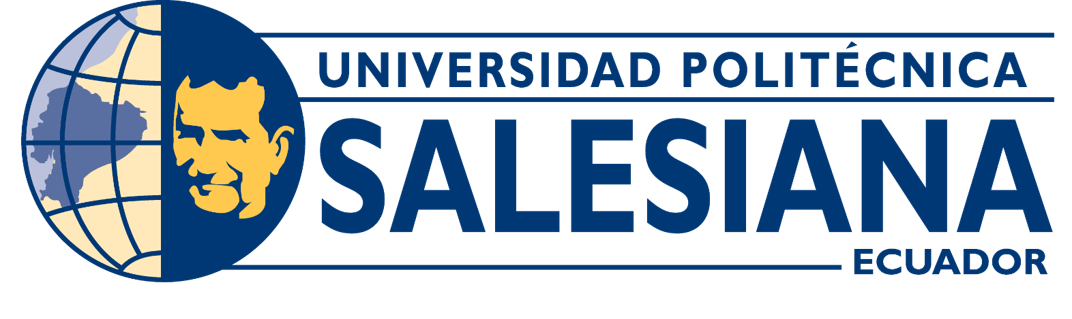 UNIVERSIDAD POLITÉCNICA
SALESIANA
ECUADOR